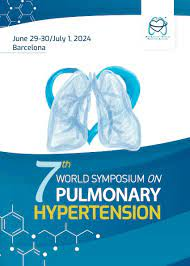 June 29-30/July 1, 2024
Barcelona
7th
WORLD SYMPOSIUM ON
PULMONARY
HYPERTENSION